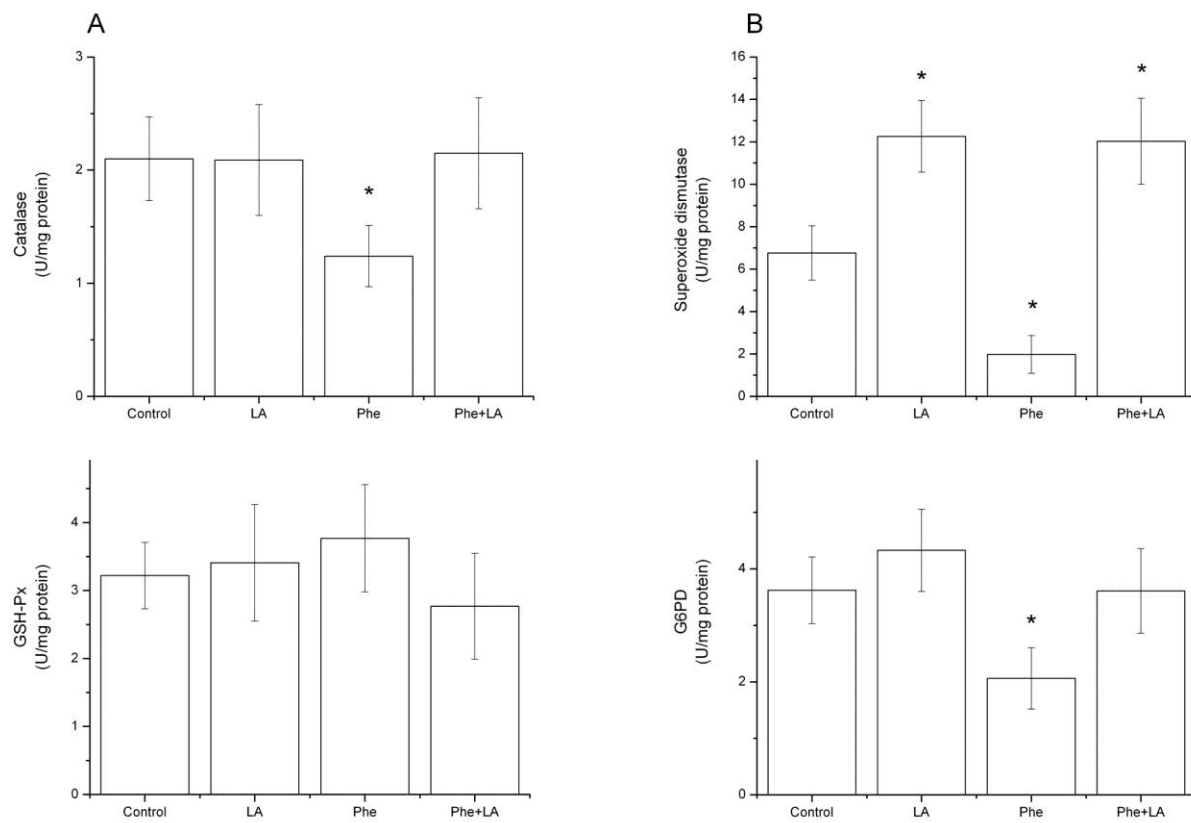 A
Catalase
(U/mg protein)
3
2
1
0
*
Control LA Phe Phe+LA
B
Superoxide dismutase
(U/mg protein)
16
14
12
10
8
6
4
2
0
* * *
Control LA Phe Phe+LA
GSH-Px
(U/mg protein)
4
3
2
1
0
Control LA Phe Phe+LA
G6PD
(U/mg protein)
4
2
0
*
Control LA Phe Phe+LA